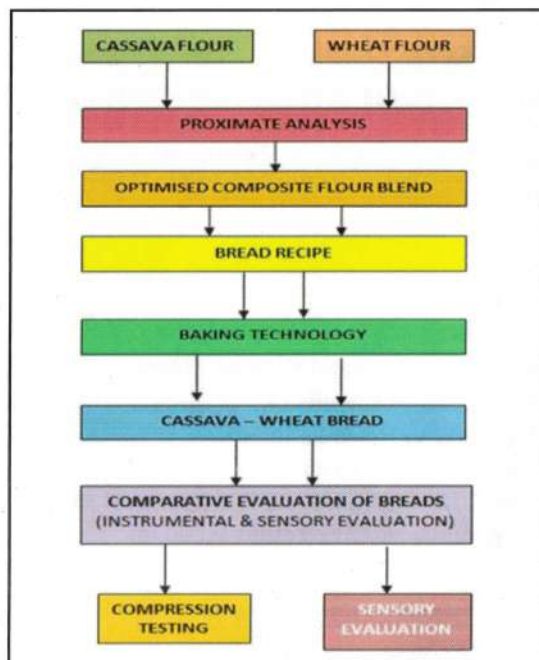 CASSAVA FLOUR
WHEAT FLOUR
PROXIMATE ANALYSIS
OPTIMISED COMPOSITE FLOUR BLEND
BREAD RECIPE
BAKING TECHNOLOGY
CASSAVA – WHEAT BREAD
COMPARATIVE EVALUATION OF BREADS
(INSTRUMENTAL & SENSORY EVALUATION)
COMPRESSION
TESTING
SENSORY
EVALUATION